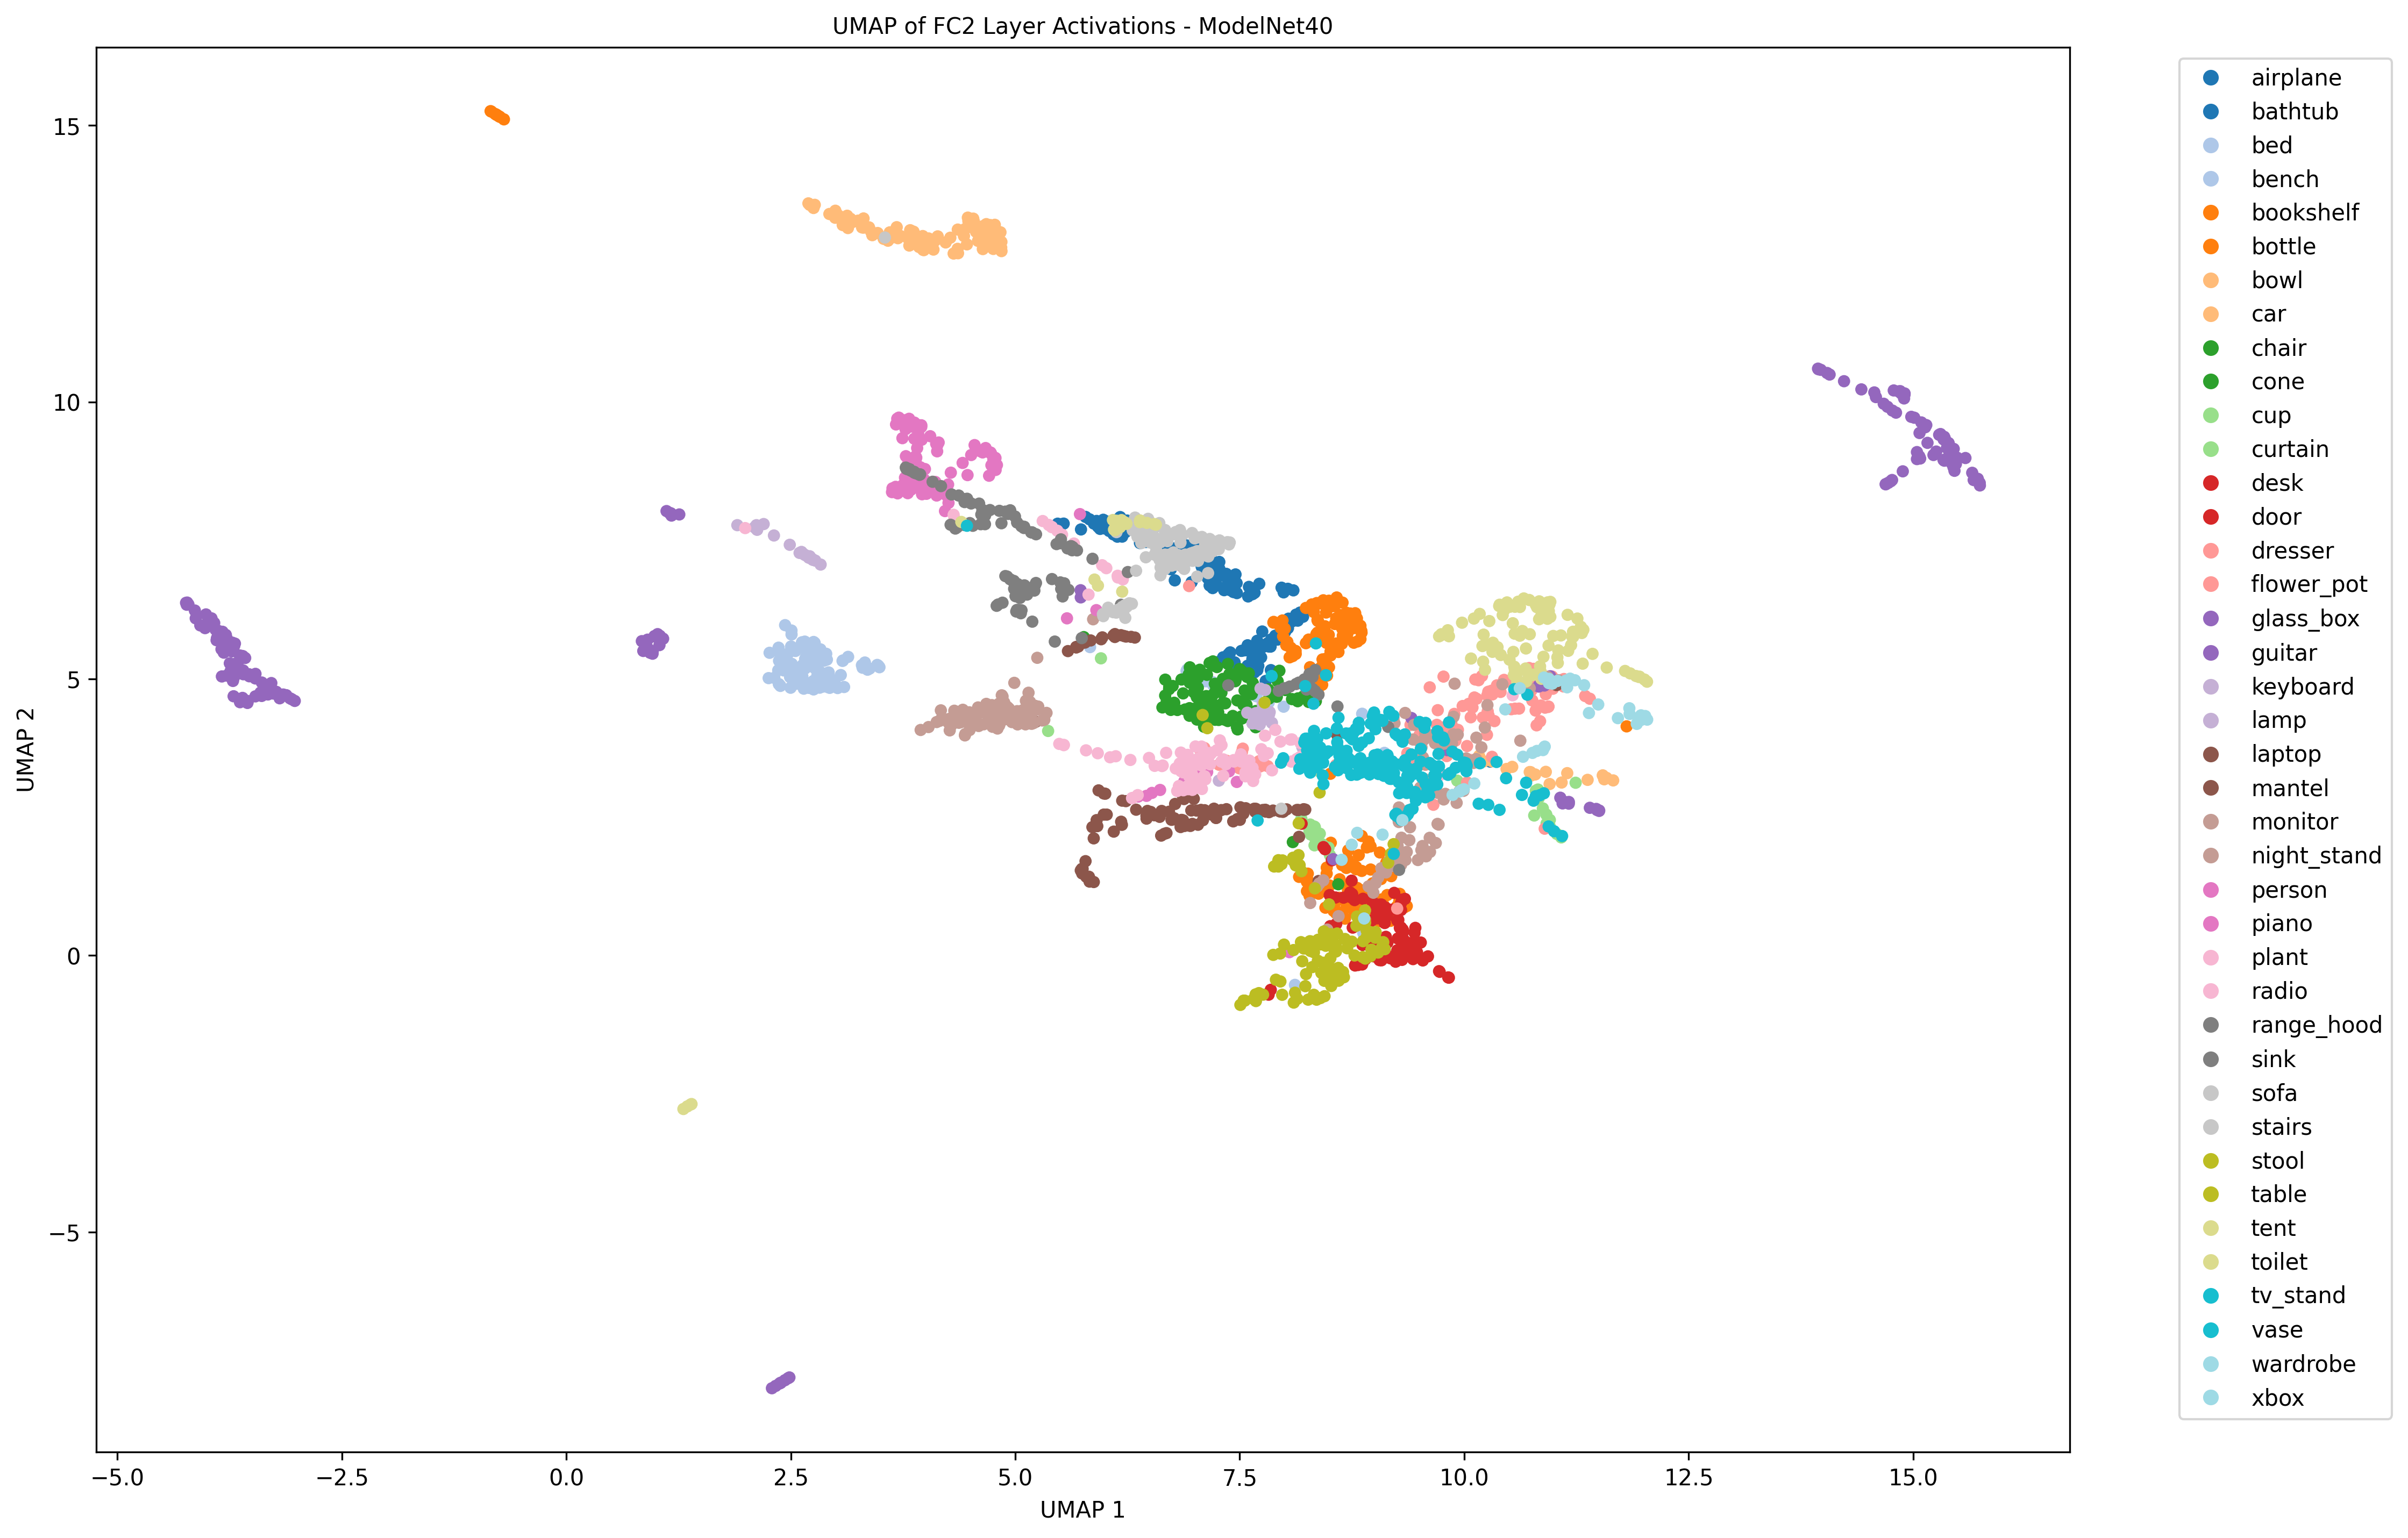 UMAP of FC2 Layer Activations - ModelNet40
15
10
5
0
−5
−5.0
−2.5
0.0
2.5
5.0
7.5
10.0
12.5
15.0
UMAP 1
UMAP 2
airplane
bathtub
bed
bench
bookshelf
bottle
bowl
car
chair
cone
cup
curtain
desk
door
dresser
flower_pot
glass_box
guitar
keyboard
lamp
laptop
mantel
monitor
night_stand
person
piano
plant
radio
range_hood
sink
sofa
stairs
stool
table
tent
toilet
tv_stand
vase
wardrobe
xbox